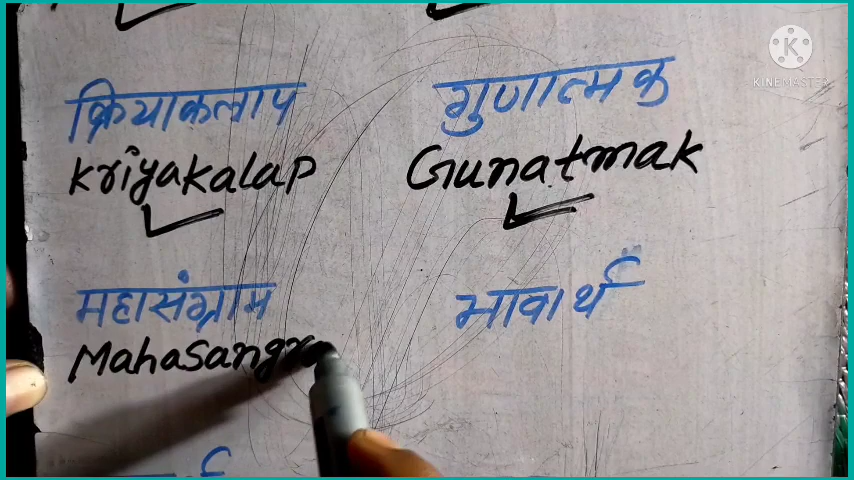 क्रियाकलाप गुणात्मक
Kriyakalap Gunatmak
महासंग्राम भावार्थ
Mahasangra
KINEMASTER